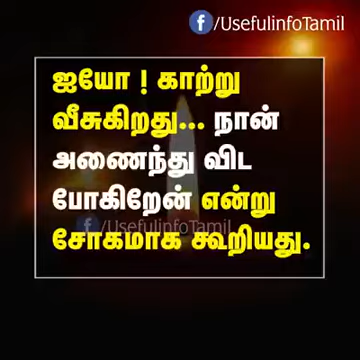 f /UsefulinfoTamil
ஐயோ ! காற்று
வீசுகிறது... நான்
அணைந்து விட
போகிறேன் என்று
f /UsefulinfoTamil
சோகமாக கூறியது.